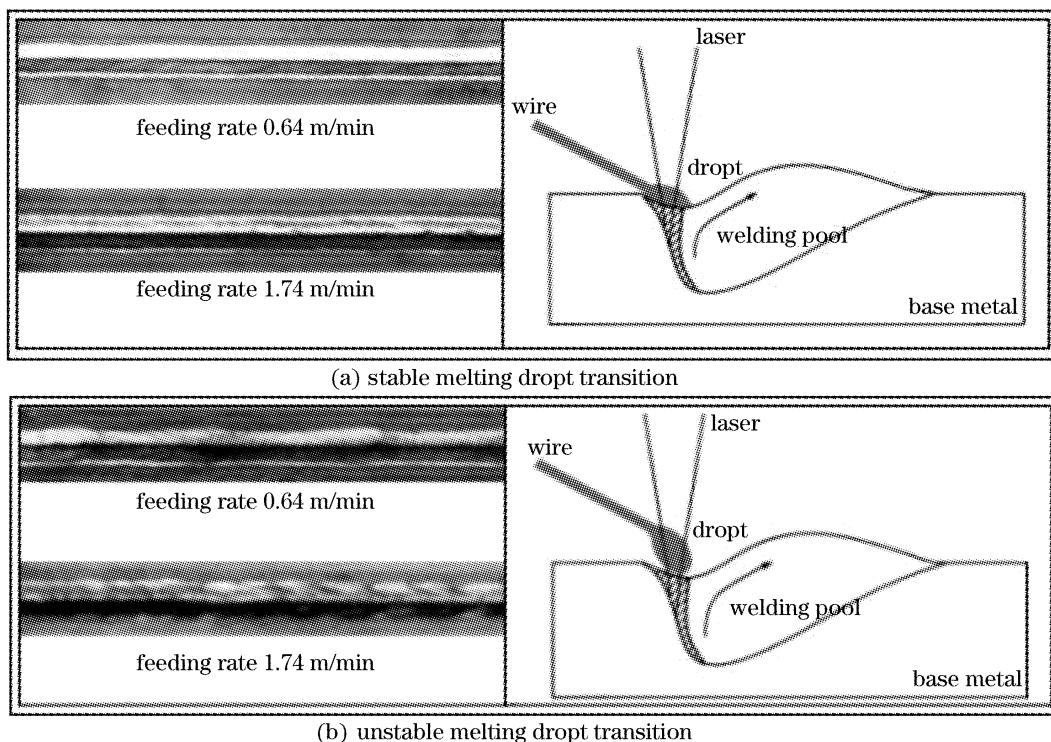 feeding rate 0.64 m/min
feeding rate 1.74 m/min
laser
wire
dropt
welding pool
base metal
(a) stable melting dropt transition
feeding rate 0.64 m/min
feeding rate 1.74 m/min
laser
wire
dropt
welding pool
base metal
(b) unstable melting dropt transition